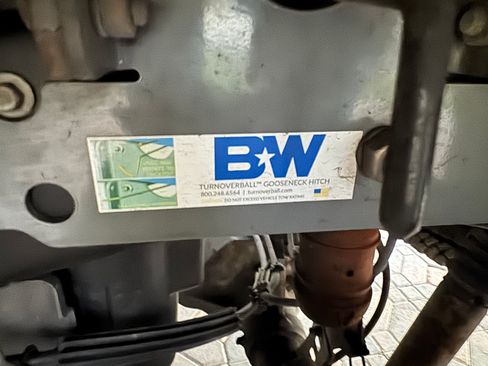 B★W
TURNOVERBALL™ GOOSENECK HITCH
800.248.6564 | turnoverball.com
DO NOT EXCEED VEHICLE TOW RATING